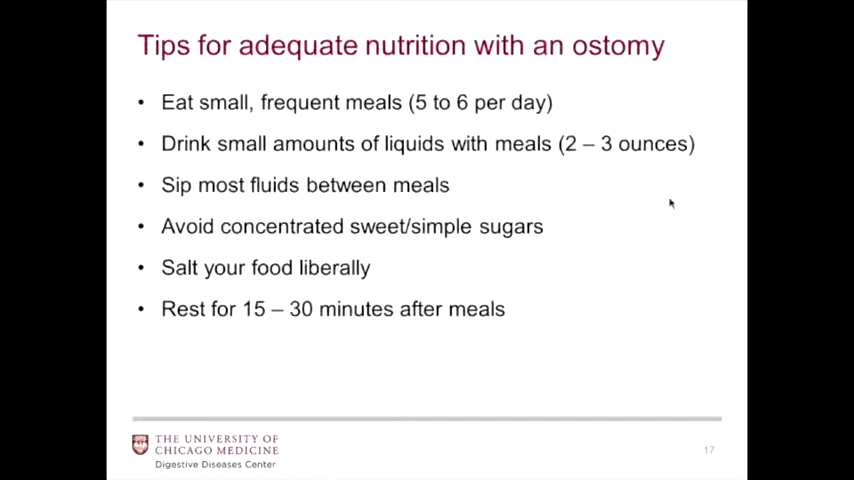 Tips for adequate nutrition with an ostomy
• Eat small, frequent meals (5 to 6 per day)
• Drink small amounts of liquids with meals (2 – 3 ounces)
• Sip most fluids between meals
• Avoid concentrated sweet/simple sugars
• Salt your food liberally
• Rest for 15 – 30 minutes after meals
THE UNIVERSITY OF
CHICAGO MEDICINE
Digestive Diseases Center
17